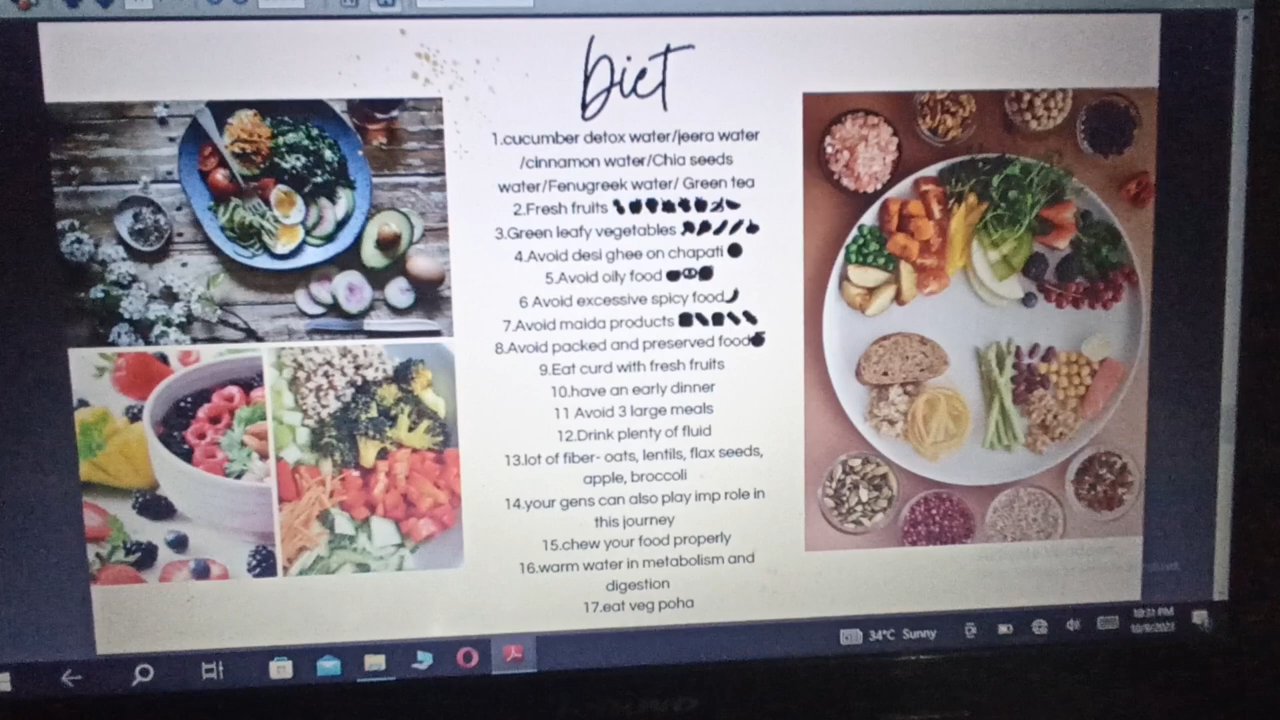 Diet
1.cucumber detox water/jeera water
/cinnamon water/Chia seeds
water/Fenugreek water/ Green tea
2.Fresh fruits
3.Green leafy vegetables
4.Avoid desi ghee on chapati
5.Avoid oily food
6 Avoid excessive spicy food
7.Avoid maida products
8.Avoid packed and preserved food
9.Eat curd with fresh fruits
10.have an early dinner
11 Avoid 3 large meals
12.Drink plenty of fluid
13.lot of fiber- oats, lentils, flax seeds,
apple, broccoli
14.your gens can also play imp role in
this journey
15.chew your food properly
16.warm water in metabolism and
digestion
17.eat veg poha
34°C Sunny
10:31 PM